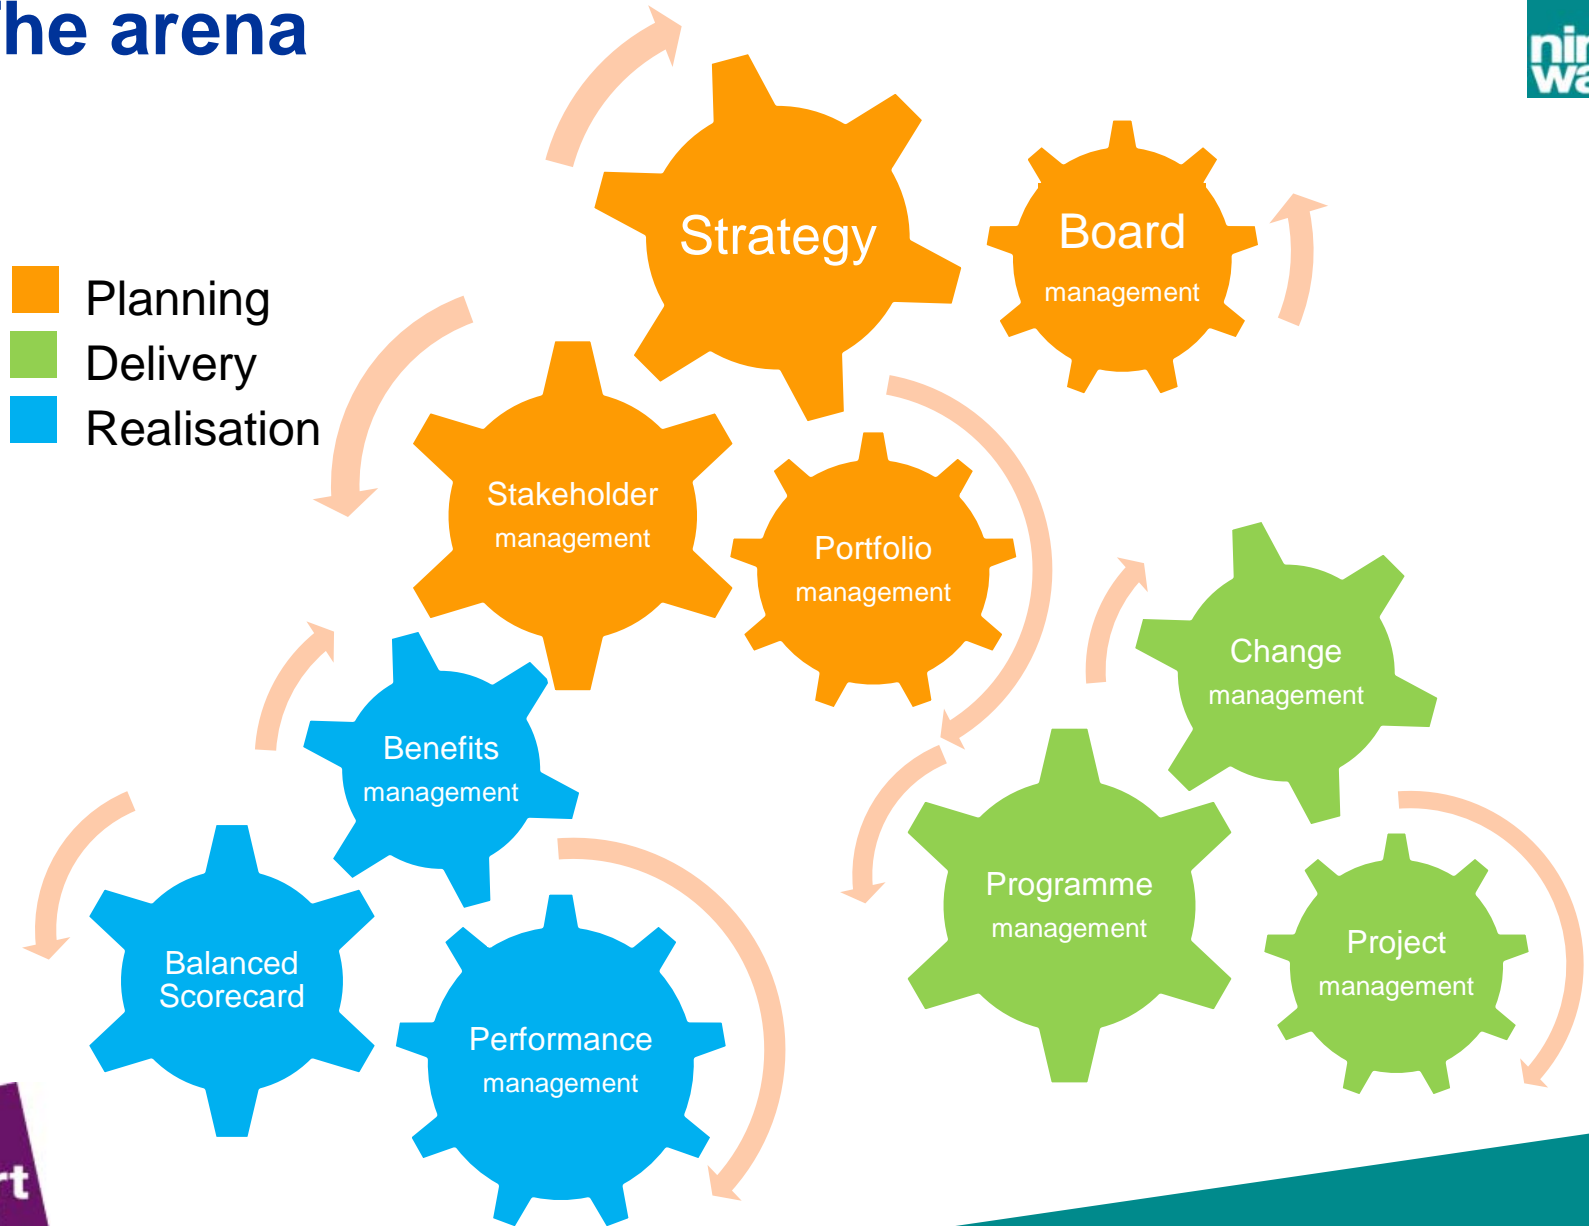 he arena
Strategy
Board
management
Planning
Delivery
Realisation
Stakeholder
management
Portfolio
management
Change
management
Benefits
management
Programme
management
Project
management
Balanced
Scorecard
Performance
management